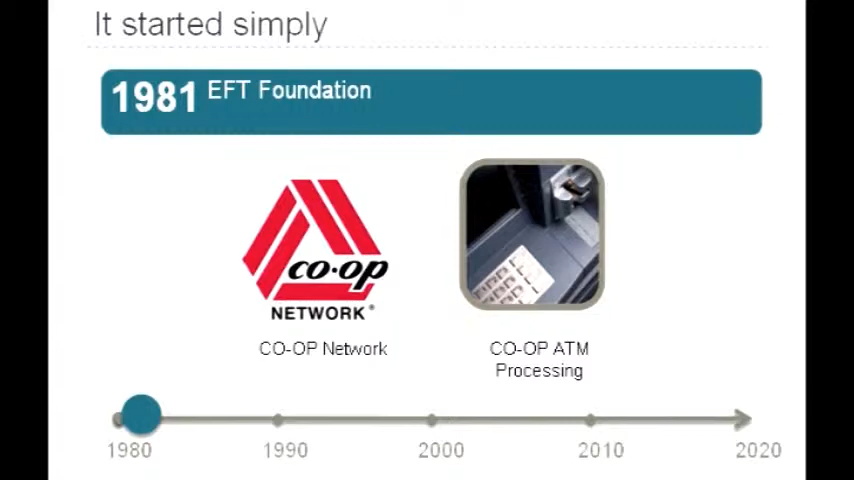 It started simply
1981 EFT Foundation
co-op
NETWORK®
CO-OP Network
CO-OP ATM
Processing
1980 1990 2000 2010 2020